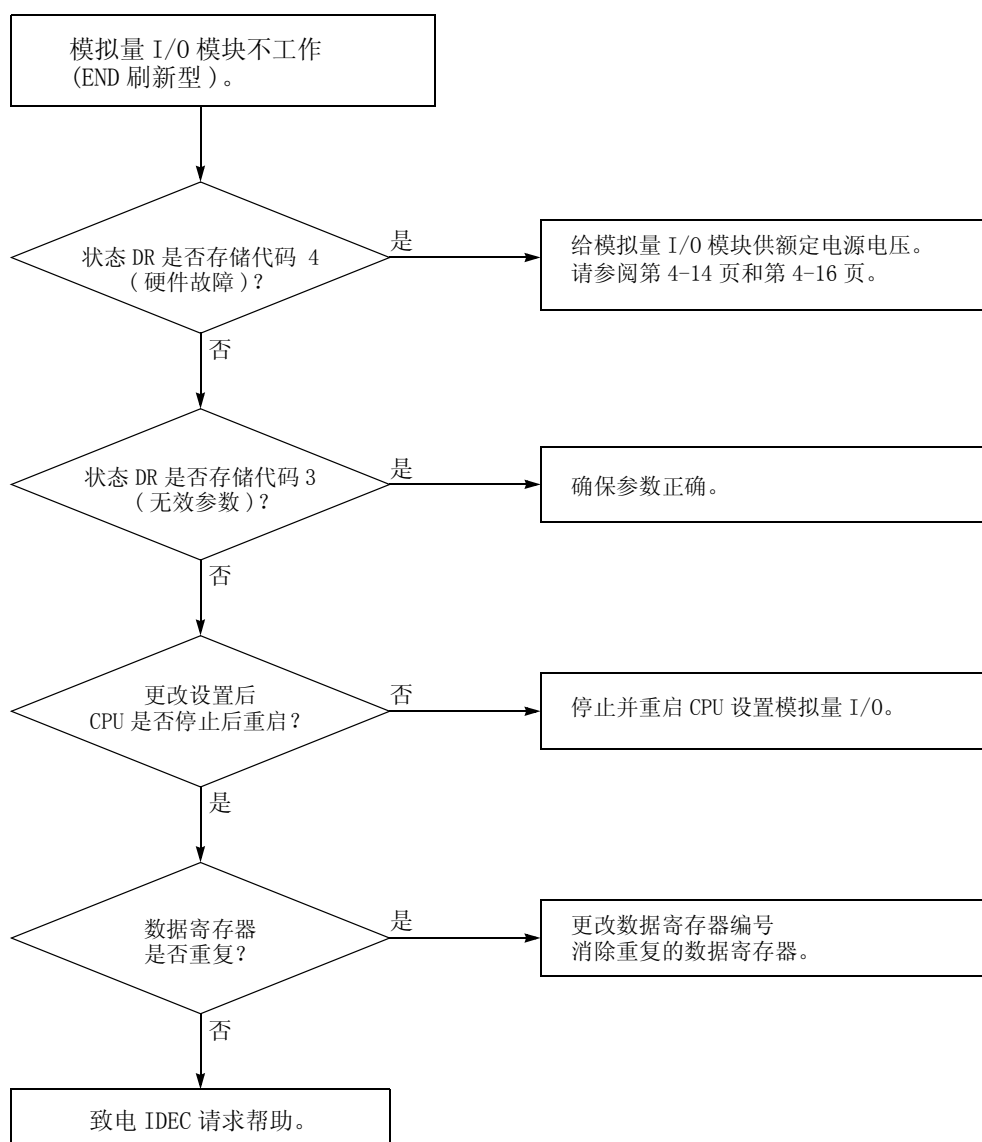 模拟量 I/O 模块不工作
(END 刷新型 )。
状态 DR 是否存储代码 4
( 硬件故障 )?
是
给模拟量 I/O 模块供额定电源电压。
请参阅第 4-14 页和第 4-16 页。
否
状态 DR 是否存储代码 3
( 无效参数 )?
是
确保参数正确。
否
更改设置后
CPU 是否停止后重启?
否
停止并重启 CPU 设置模拟量 I/O。
是
数据寄存器
是否重复?
是
更改数据寄存器编号
消除重复的数据寄存器。
否
致电 IDEC 请求帮助。